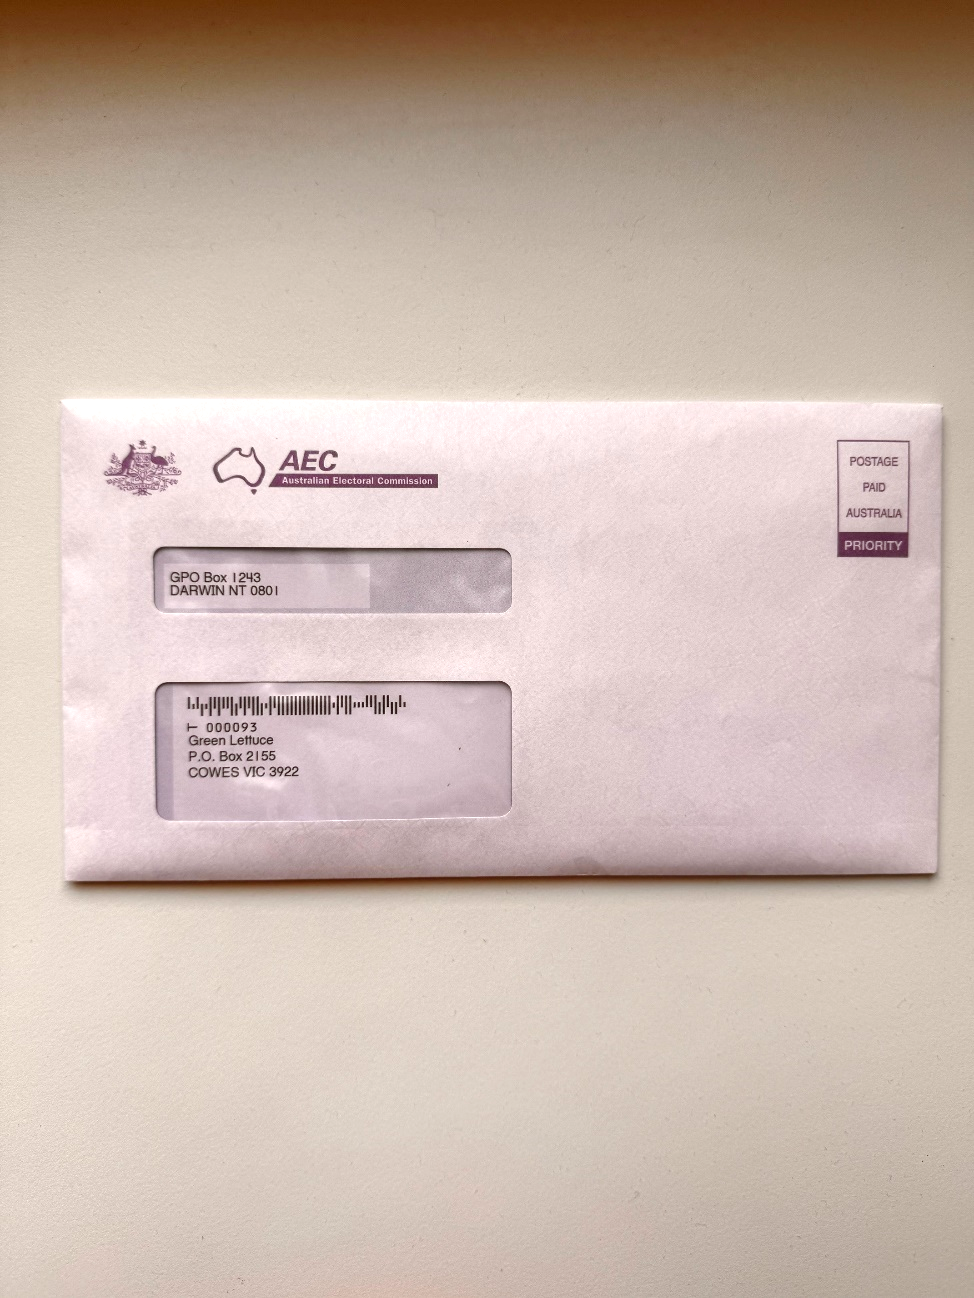 AEC
Australian Electoral Commission
POSTAGE
PAID
AUSTRALIA
PRIORITY
GPO Box 1243
DARWIN NT 0801
⊢ 000093
Green Lettuce
P.O. Box 2155
COWES VIC 3922